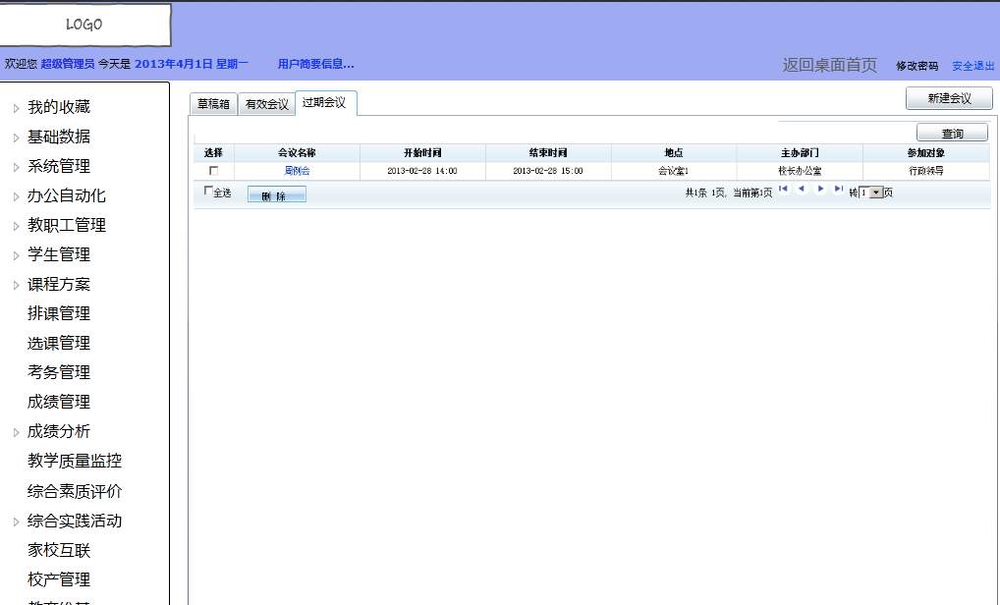 LOGO
欢迎您 超级管理员 今天是 2013年4月1日 星期一 用户简要信息... 返回桌面首页 修改密码 安全退出
我的收藏
基础数据
系统管理
办公自动化
教职工管理
学生管理
课程方案
排课管理
选课管理
考务管理
成绩管理
成绩分析
教学质量监控
综合素质评价
综合实践活动
家校互联
校产管理
草稿箱 有效会议 过期会议 新建会议
查询
选择 会议名称 开始时间 结束时间 地点 主办部门 参加对象
周例会 2013-02-28 14:00 2013-02-28 15:00 会议室1 校长办公室 行政领导
全选 删 除 共1条 1页, 当前第1页 转 1 页